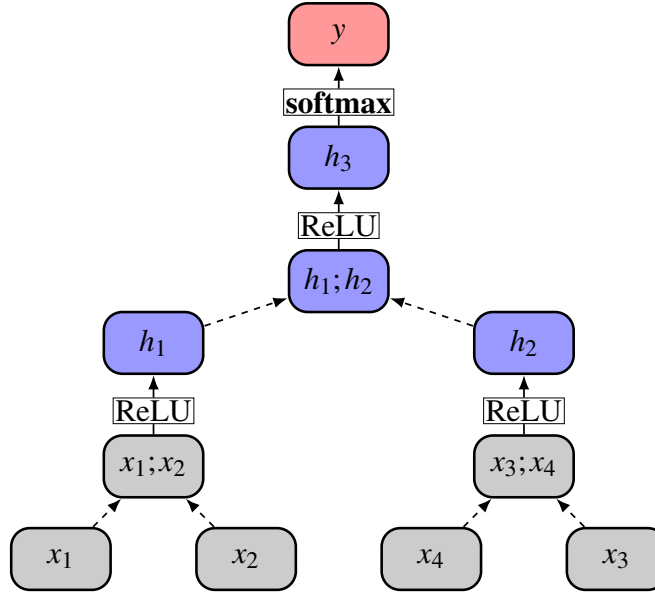 y
softmax
h₃
ReLU
h₁;h₂
h₁
h₂
ReLU
ReLU
x₁;x₂
x₃;x₄
x₁
x₂
x₄
x₃